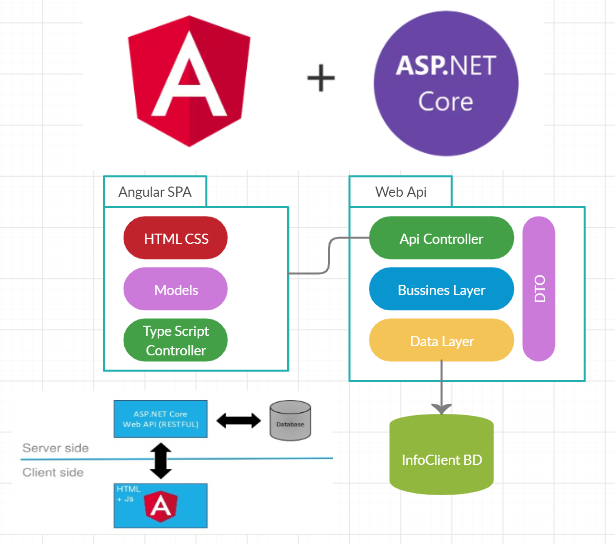 A
+
ASP.NET
Core
Angular SPA
HTML CSS
Models
Type Script
Controller
Web Api
Api Controller
Bussines Layer
Data Layer
DTO
InfoClient BD
ASP.NET Core
Web API (RESTFUL)
Database
Server side
Client side
HTML
+ Js
A